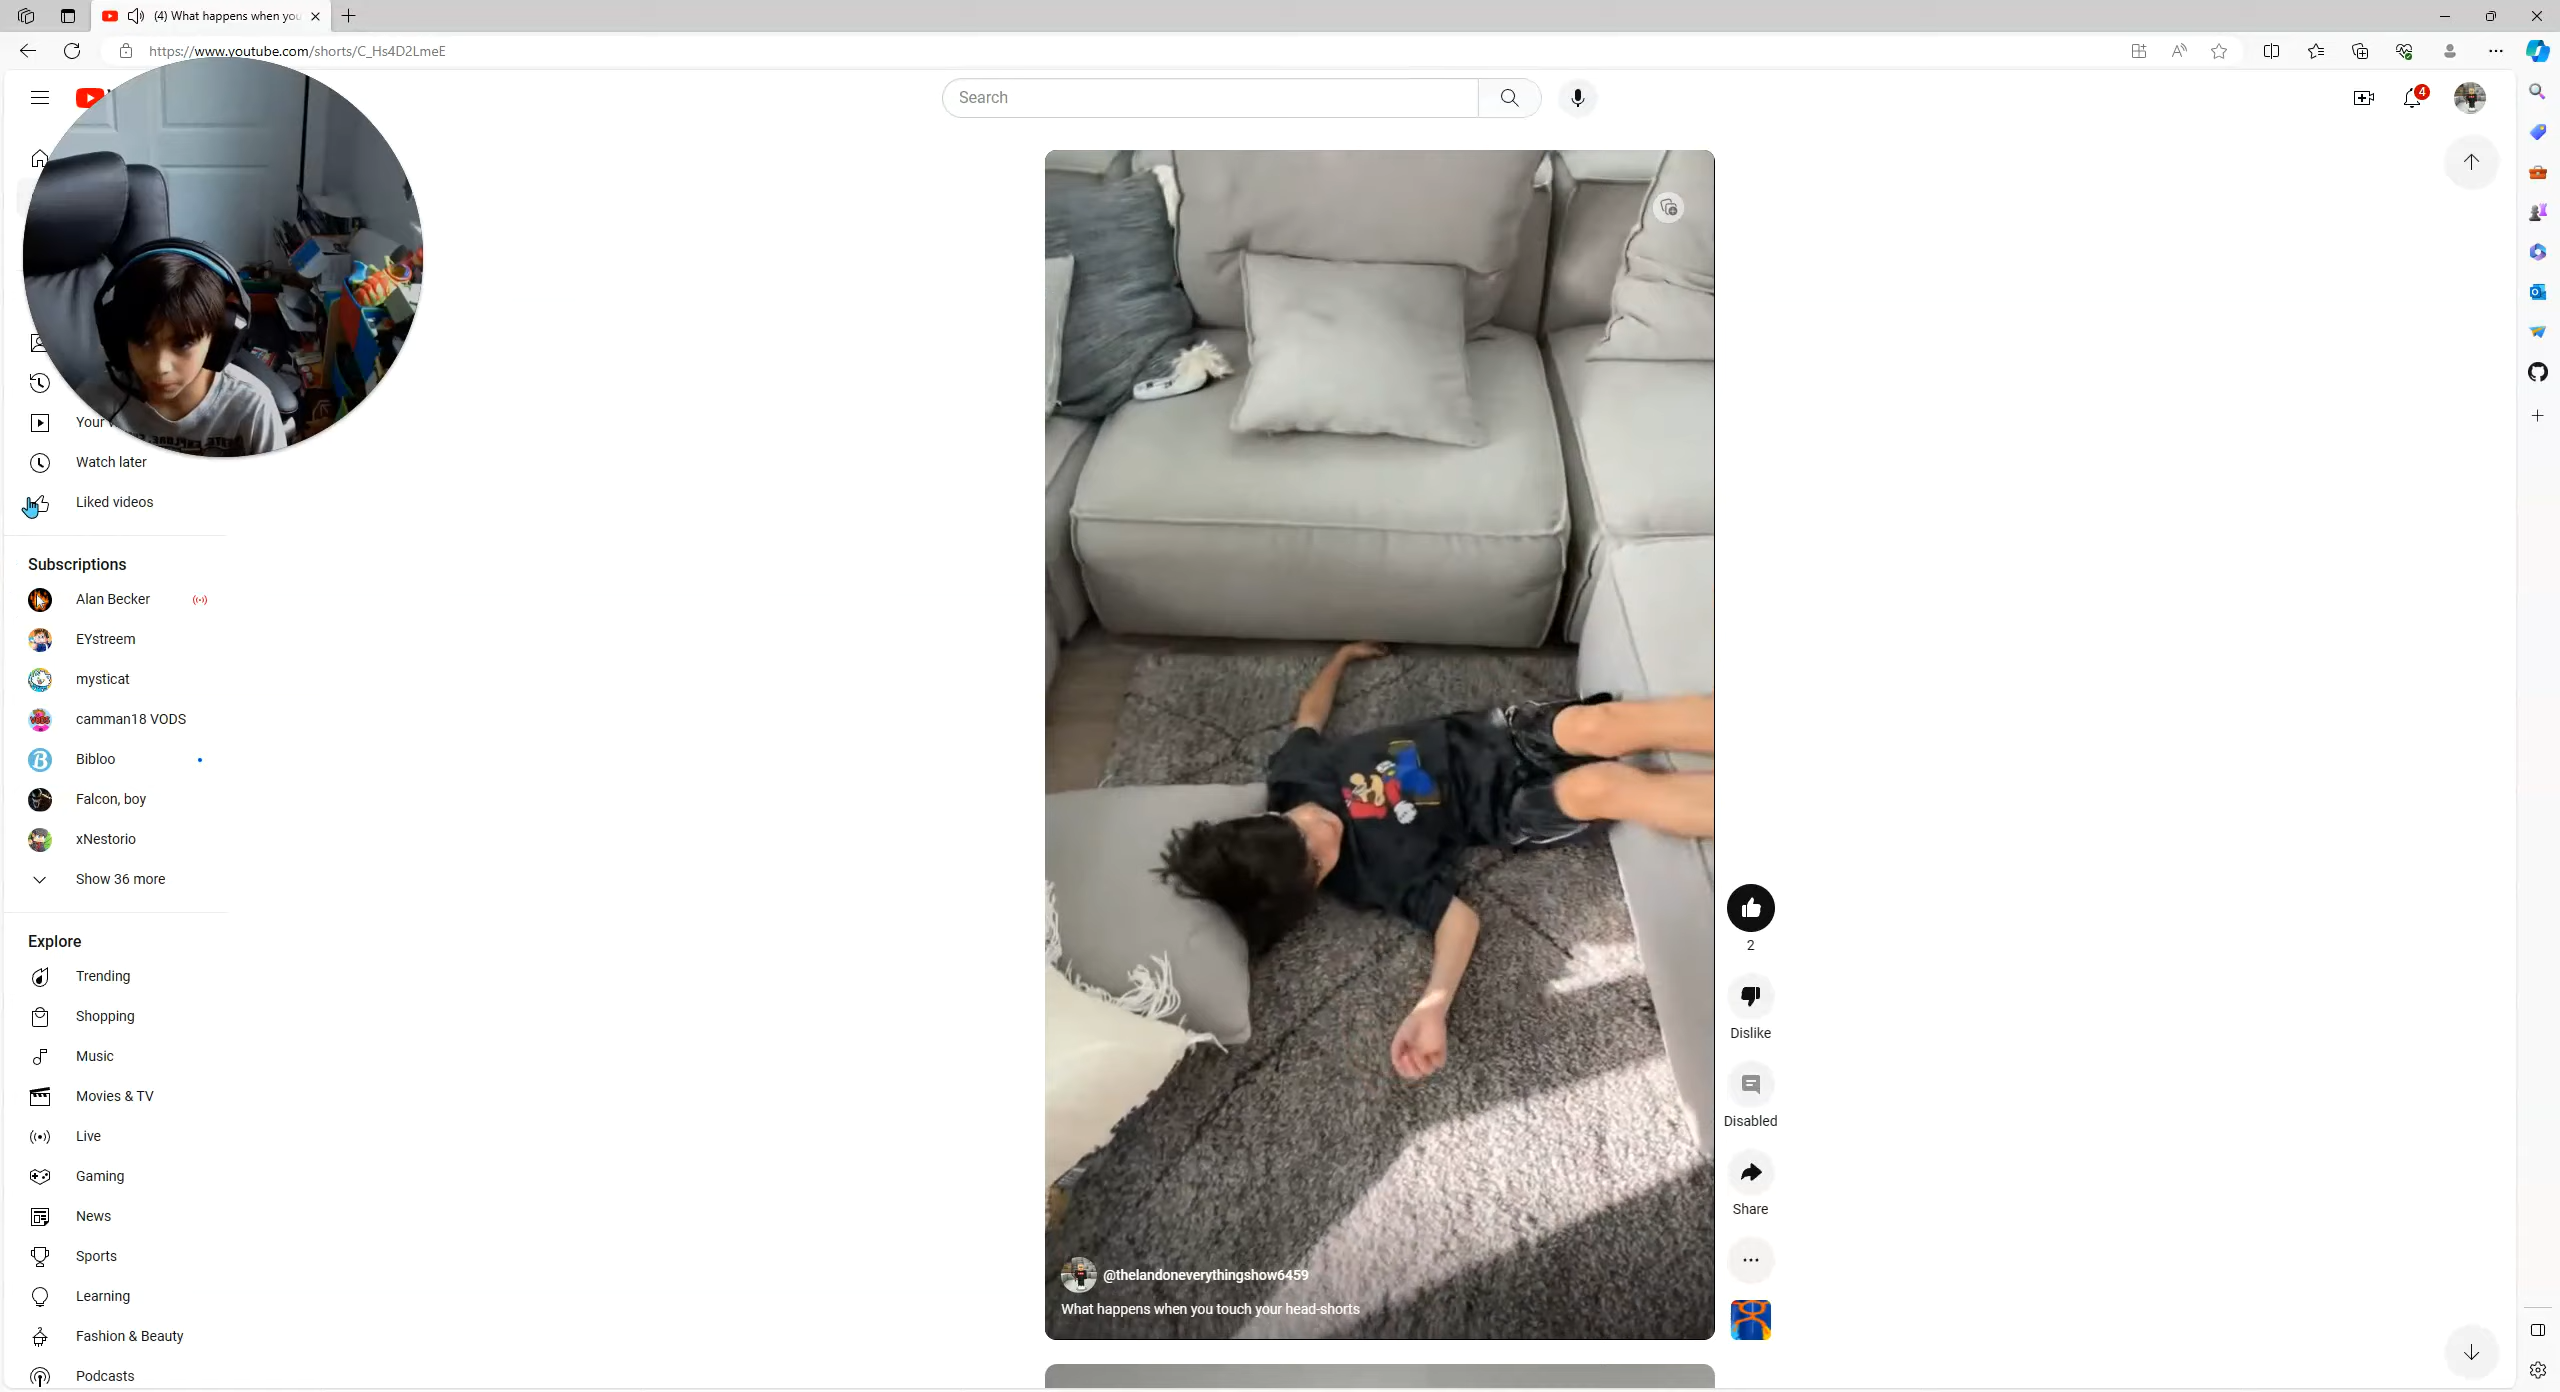 (4) What happens when you
https://www.youtube.com/shorts/C_Hs4D2LmeE
Search
4
Your
Watch later
Liked videos
Subscriptions
Alan Becker
EYstreem
mysticat
camman18 VODS
Bibloo
Falcon, boy
xNestorio
Show 36 more
Explore
Trending
Shopping
Music
Movies & TV
Live
Gaming
News
Sports
Learning
Fashion & Beauty
Podcasts
2
Dislike
Disabled
Share
@thelandoneverythingshow6459
What happens when you touch your head-shorts